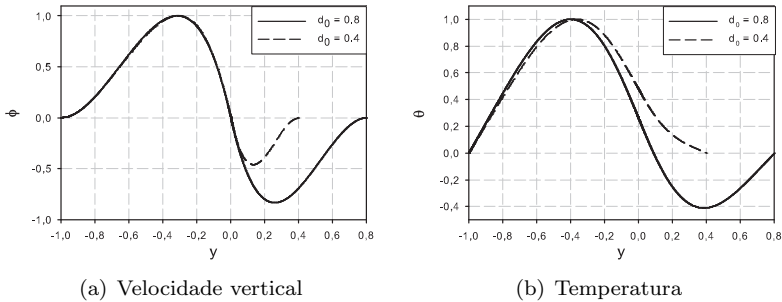 1,0
0,5
0,0
-0,5
-1,0
ϕ
d0 = 0,8
d0 = 0.4
-1,0 -0,8 -0,6 -0,4 -0,2 0,0 0,2 0,4 0,6 0,8
y
(a) Velocidade vertical
1,0
0,8
0,6
0,4
0,2
0,0
-0,2
-0,4
θ
d0 = 0,8
d0 = 0.4
-1,0 -0,8 -0,6 -0,4 -0,2 0,0 0,2 0,4 0,6 0,8
y
(b) Temperatura